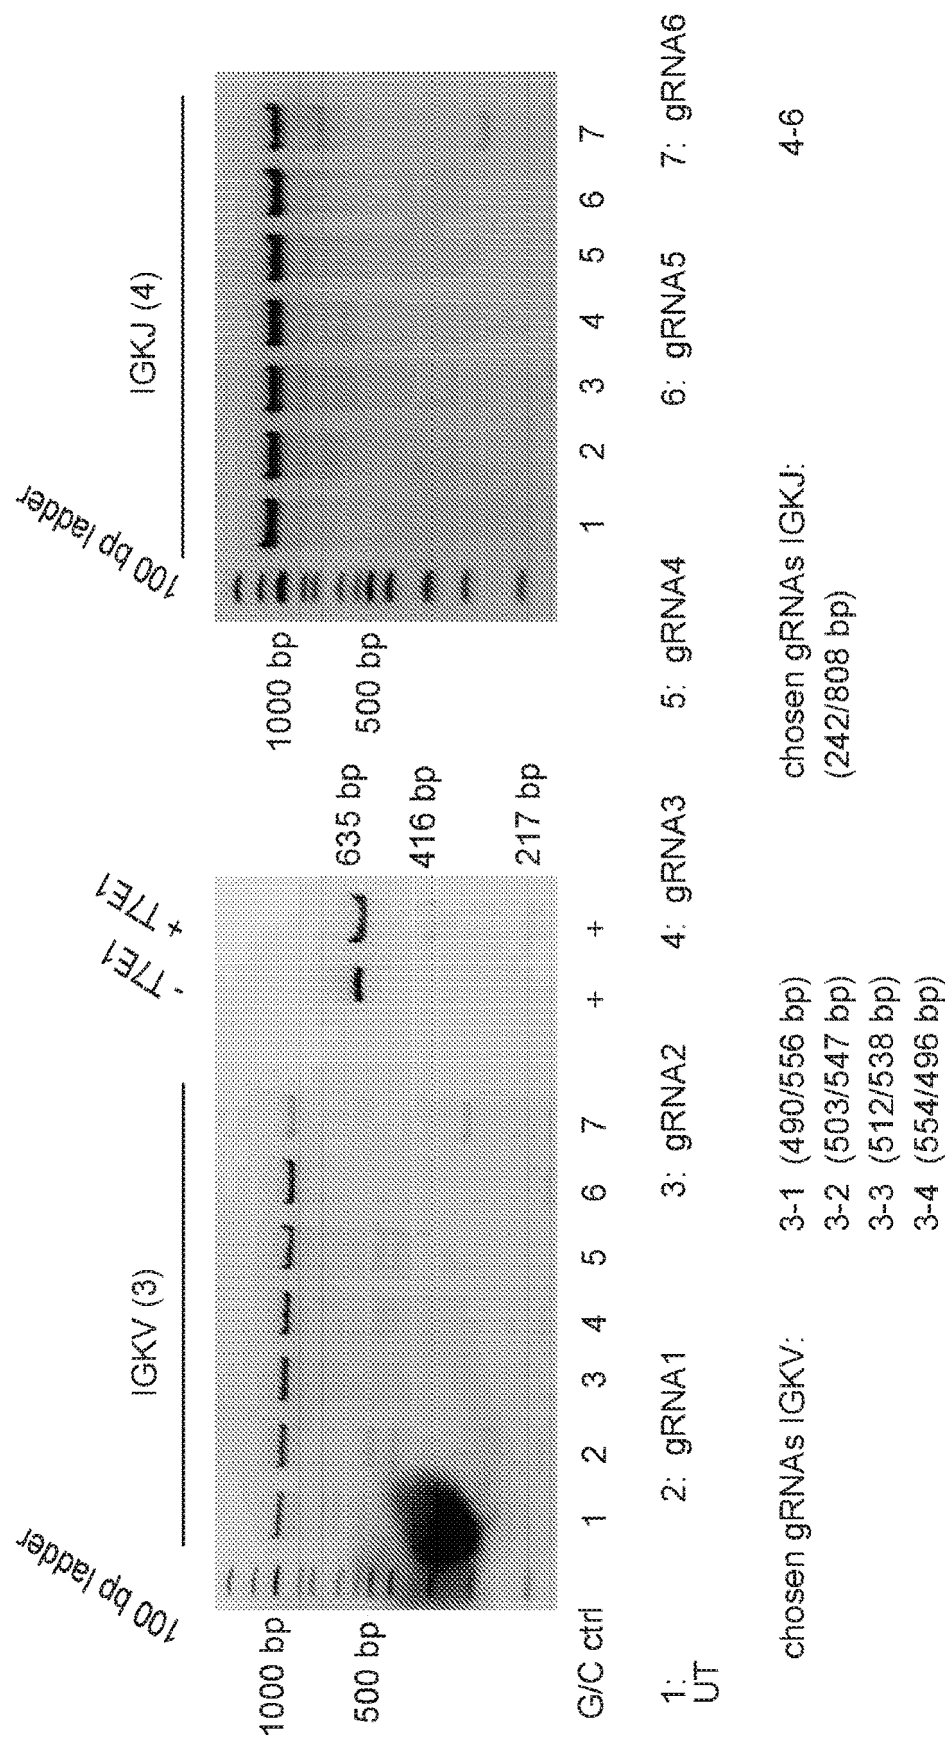 100 bp ladder
IGKV (3)
- T7E1
+ T7E1
100 bp ladder
IGKJ (4)
1000 bp
500 bp
635 bp
416 bp
217 bp
1000 bp
500 bp
G/C ctrl 1 2 3 4 5 6 7 + + 1 2 3 4 5 6 7
1: UT 2: gRNA1 3: gRNA2 4: gRNA3 5: gRNA4 6: gRNA5 7: gRNA6
chosen gRNAs IGKV: 3-1 (490/556 bp)
3-2 (503/547 bp)
3-3 (512/538 bp)
3-4 (554/496 bp)
chosen gRNAs IGKJ: 4-6
(242/808 bp)